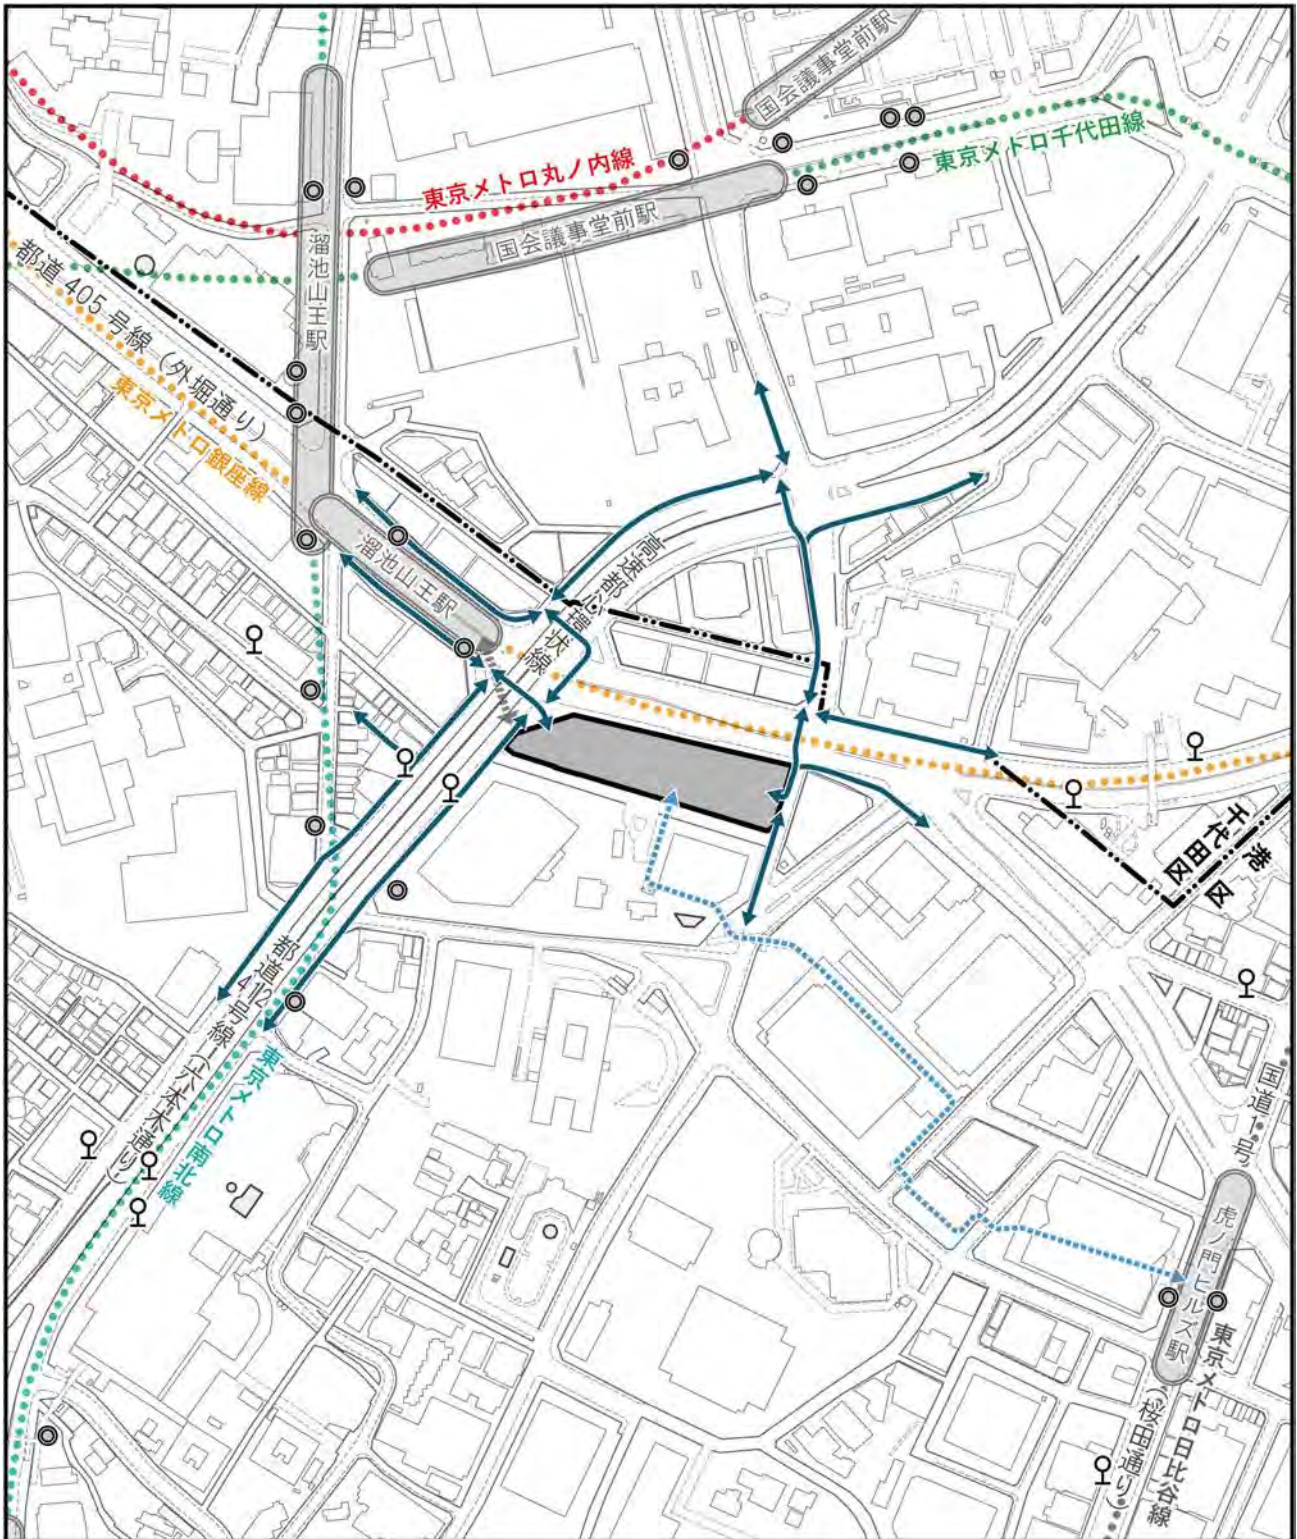 国会議事堂前駅
東京メトロ千代田線
東京メトロ丸ノ内線
国会議事堂前駅
溜池山王駅
都道 405 号線（外堀通り）
東京メトロ銀座線
溜池山王駅
高速都心環状線
千代田区
港区
都道412号線（六本木通り）
東京メトロ南北線
国道1号
（桜田通り）
虎ノ門ヒルズ駅
東京メトロ日比谷線